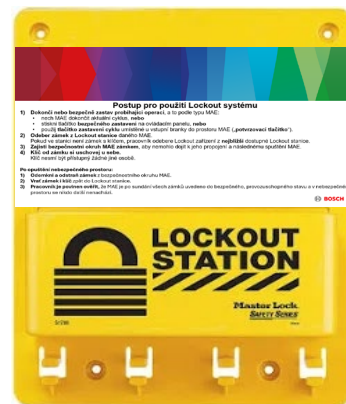 Postup pro použití Lockout systému
1) Dokonči nebo bezpečně zastav probíhající operaci, a to podle typu MAE:
• nech MAE dokončit aktuální cyklus, nebo
• stiskni tlačítko bezpečného zastavení na ovládacím panelu, nebo
• použij tlačítko zastavení cyklu umístěné u vstupní branky do prostoru MAE („potvrzovací tlačítko“).
2) Odeber zámek z Lockout stanice daného MAE.
Pokud ve stanici není zámek s klíčem, pracovník odebere Lockout zařízení z nejbližší dostupné Lockout stanice.
3) Zajisti bezpečnostní okruh MAE zámkem, aby nemohlo dojít k jeho propojení a následnému spuštění MAE.
4) Klíč od zámku si uschovej u sebe.
Klíč nesmí být přístupný žádné jiné osobě.
Po opuštění nebezpečného prostoru:
1) Odemkni a odstraň zámek z bezpečnostního okruhu MAE.
2) Vrať zámek i klíč zpět do Lockout stanice.
3) Pracovník je povinen ověřit, že MAE je po sundání všech zámků uvedeno do bezpečného, provozuschopného stavu a v nebezpečném
prostoru se nikdo další nenachází.
BOSCH
LOCKOUT
STATION
Master Lock
SAFETY SERIES